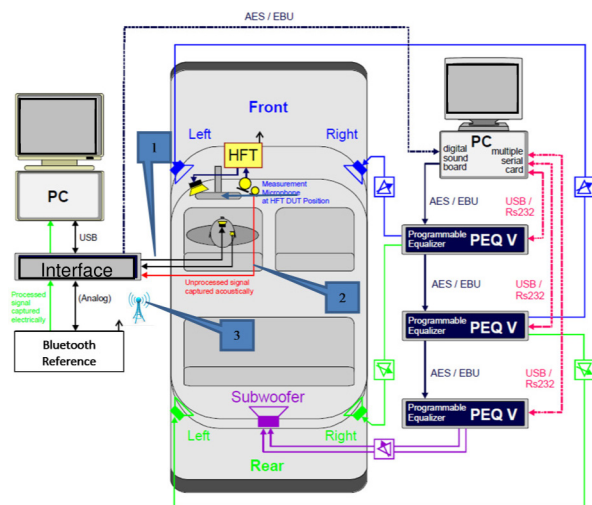 AES / EBU
1
Front
Left
Right
HFT
Measurement
Microphone
at HFT DUT Position
PC
digital
sound
board
multiple
serial
card
PC
USB
AES / EBU
USB /
Rs232
Programmable
Equalizer
PEQ V
Interface
Unprocessed signal
captured acoustically
2
Processed
signal
captured
electrically
(Analog)
3
AES / EBU
USB /
Rs232
Bluetooth
Reference
Programmable
Equalizer
PEQ V
AES / EBU
USB /
Rs232
Subwoofer
Programmable
Equalizer
PEQ V
Left
Right
Rear